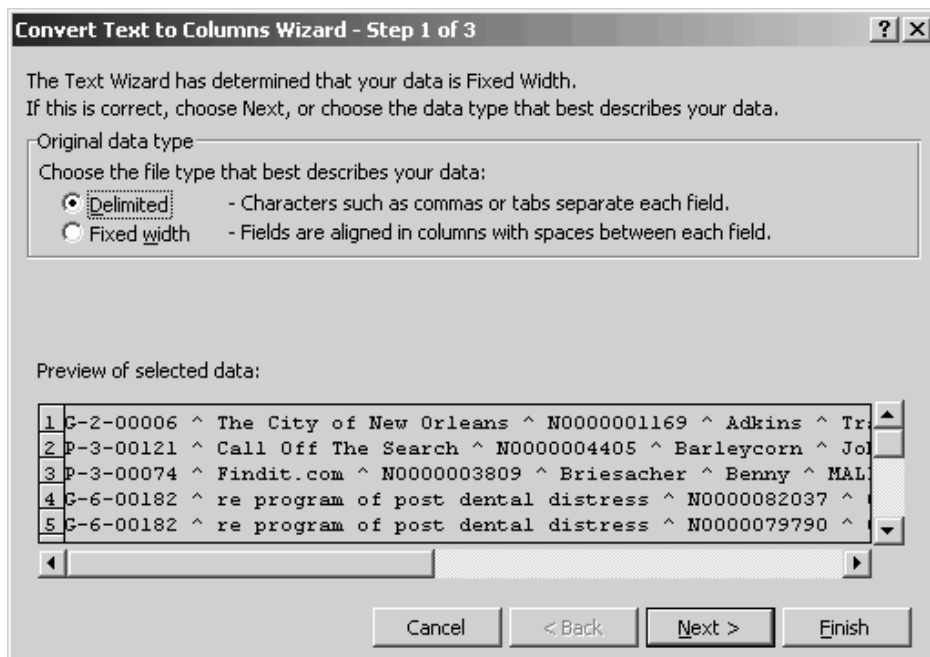 Convert Text to Columns Wizard - Step 1 of 3
The Text Wizard has determined that your data is Fixed Width.
If this is correct, choose Next, or choose the data type that best describes your data.
Original data type
Choose the file type that best describes your data:
Delimited - Characters such as commas or tabs separate each field.
Fixed width - Fields are aligned in columns with spaces between each field.
Preview of selected data:
1 G-2-00006 ^ The City of New Orleans ^ N0000001169 ^ Adkins ^
2 P-3-00121 ^ Call Off The Search ^ N0000004405 ^ Barleycorn ^
3 P-3-00074 ^ Findit.com ^ N0000003809 ^ Briesacher ^ Benny ^
4 G-6-00182 ^ re program of post dental distress ^ N0000082037 ^
5 G-6-00182 ^ re program of post dental distress ^ N0000079790 ^
Cancel < Back Next > Finish